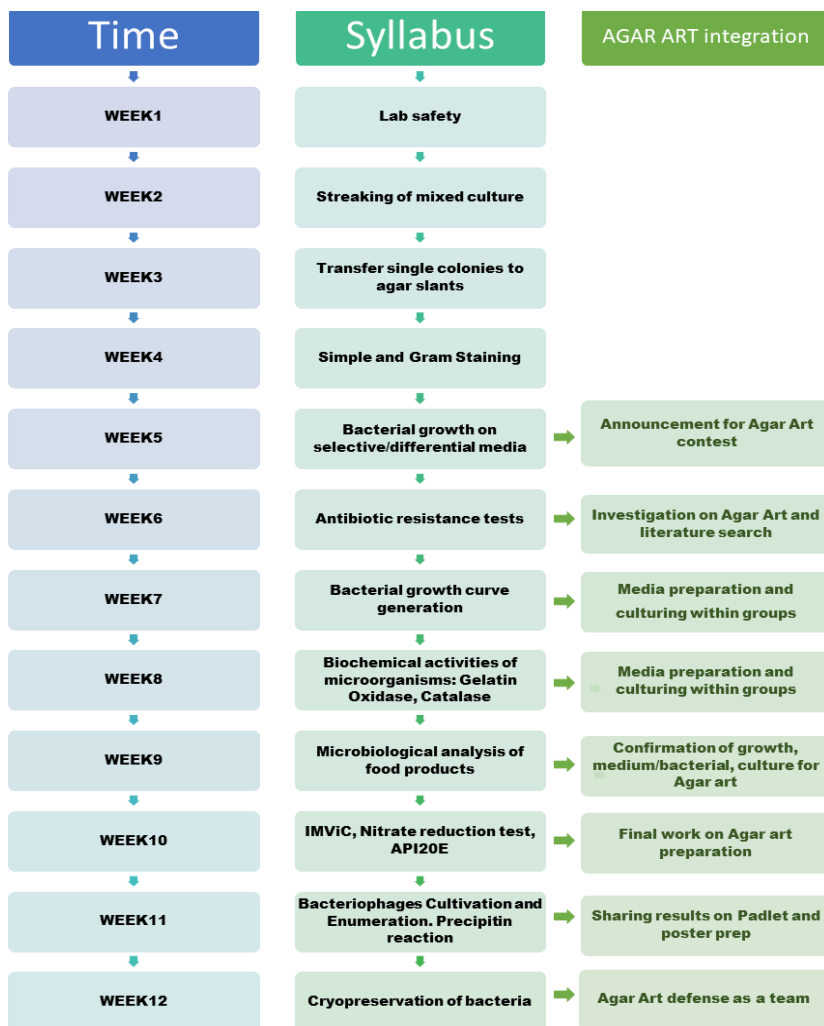 Time
Syllabus
AGAR ART integration
WEEK1
Lab safety
WEEK2
Streaking of mixed culture
WEEK3
Transfer single colonies to
agar slants
WEEK4
Simple and Gram Staining
WEEK5
Bacterial growth on
selective/differential media
Announcement for Agar Art
contest
WEEK6
Antibiotic resistance tests
Investigation on Agar Art and
literature search
WEEK7
Bacterial growth curve
generation
Media preparation and
culturing within groups
WEEK8
Biochemical activities of
microorganisms: Gelatin
Oxidase, Catalase
Media preparation and
culturing within groups
WEEK9
Microbiological analysis of
food products
Confirmation of growth,
medium/bacterial, culture for
Agar art
WEEK10
IMViC, Nitrate reduction test,
API20E
Final work on Agar art
preparation
WEEK11
Bacteriophages Cultivation and
Enumeration. Precipitin
reaction
Sharing results on Padlet and
poster prep
WEEK12
Cryopreservation of bacteria
Agar Art defense as a team